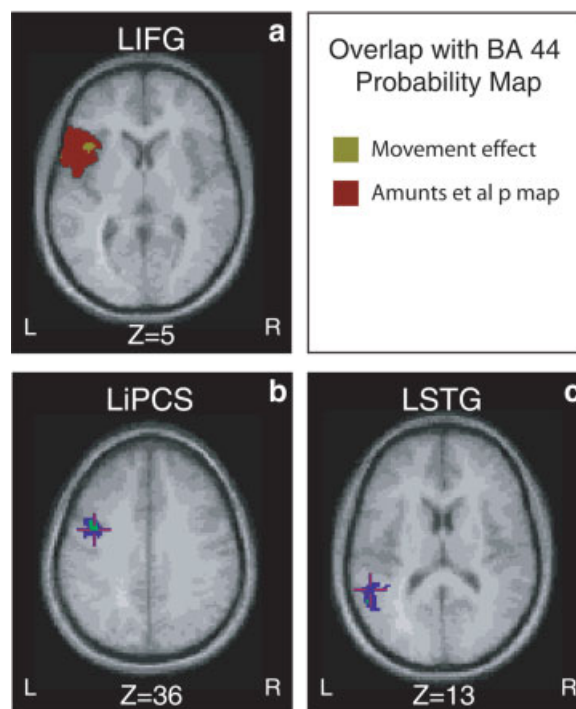 LIFG
a
L
Z=5
R
Overlap with BA 44
Probability Map
Movement effect
Amunts et al p map
LiPCS
b
L
Z=36
R
LSTG
c
L
Z=13
R